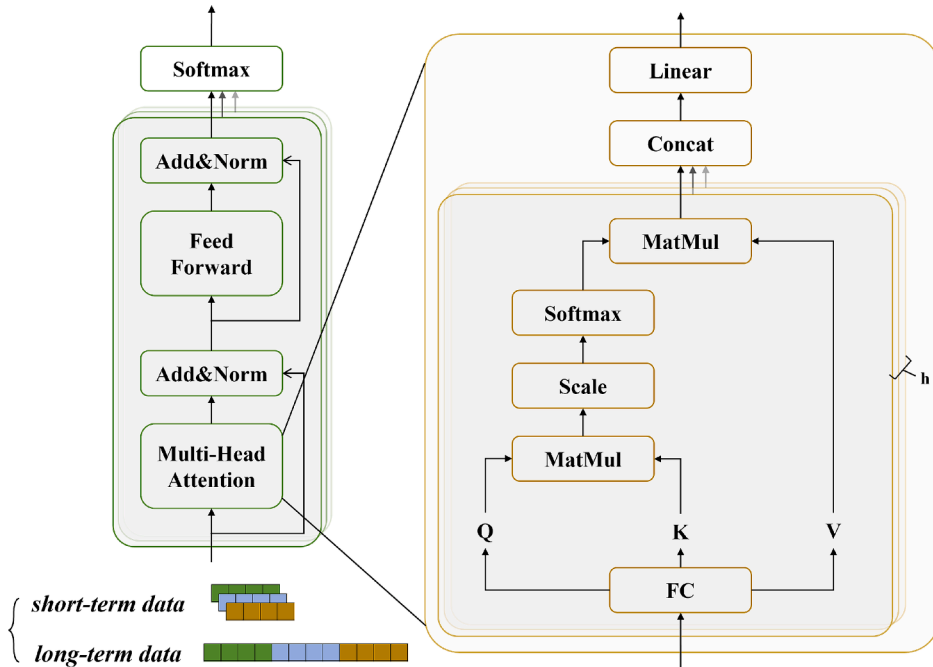 Softmax
Add&Norm
Feed
Forward
Add&Norm
Multi-Head
Attention
short-term data
long-term data
Linear
Concat
MatMul
Softmax
Scale
MatMul
h
Q
K
V
FC